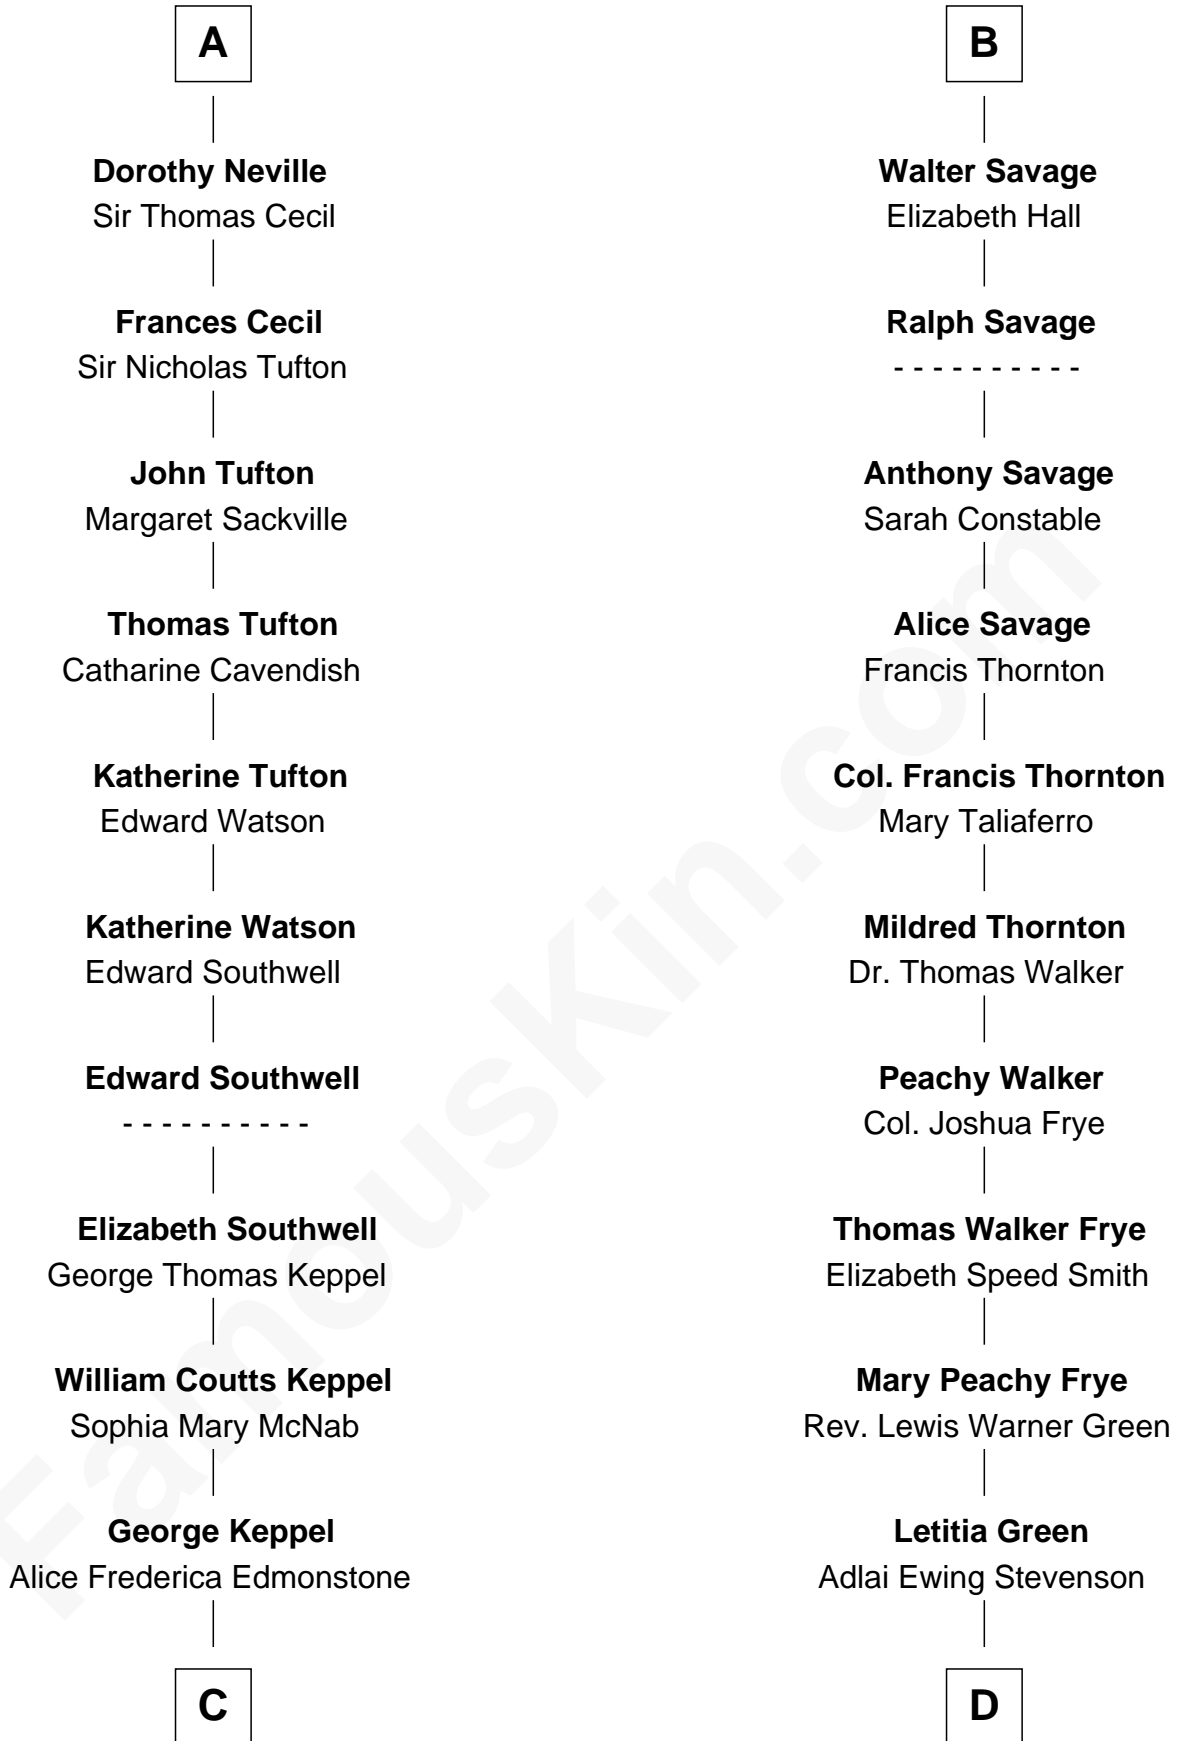 A
Dorothy Neville
Sir Thomas Cecil
Frances Cecil
Sir Nicholas Tufton
John Tufton
Margaret Sackville
Thomas Tufton
Catharine Cavendish
Katherine Tufton
Edward Watson
Katherine Watson
Edward Southwell
Edward Southwell
- - - - - - - - - -
Elizabeth Southwell
George Thomas Keppel
William Coutts Keppel
Sophia Mary McNab
George Keppel
Alice Frederica Edmonstone
C
B
Walter Savage
Elizabeth Hall
Ralph Savage
- - - - - - - - - -
Anthony Savage
Sarah Constable
Alice Savage
Francis Thornton
Col. Francis Thornton
Mary Taliaferro
Mildred Thornton
Dr. Thomas Walker
Peachy Walker
Col. Joshua Frye
Thomas Walker Frye
Elizabeth Speed Smith
Mary Peachy Frye
Rev. Lewis Warner Green
Letitia Green
Adlai Ewing Stevenson
D
FamousKin.com